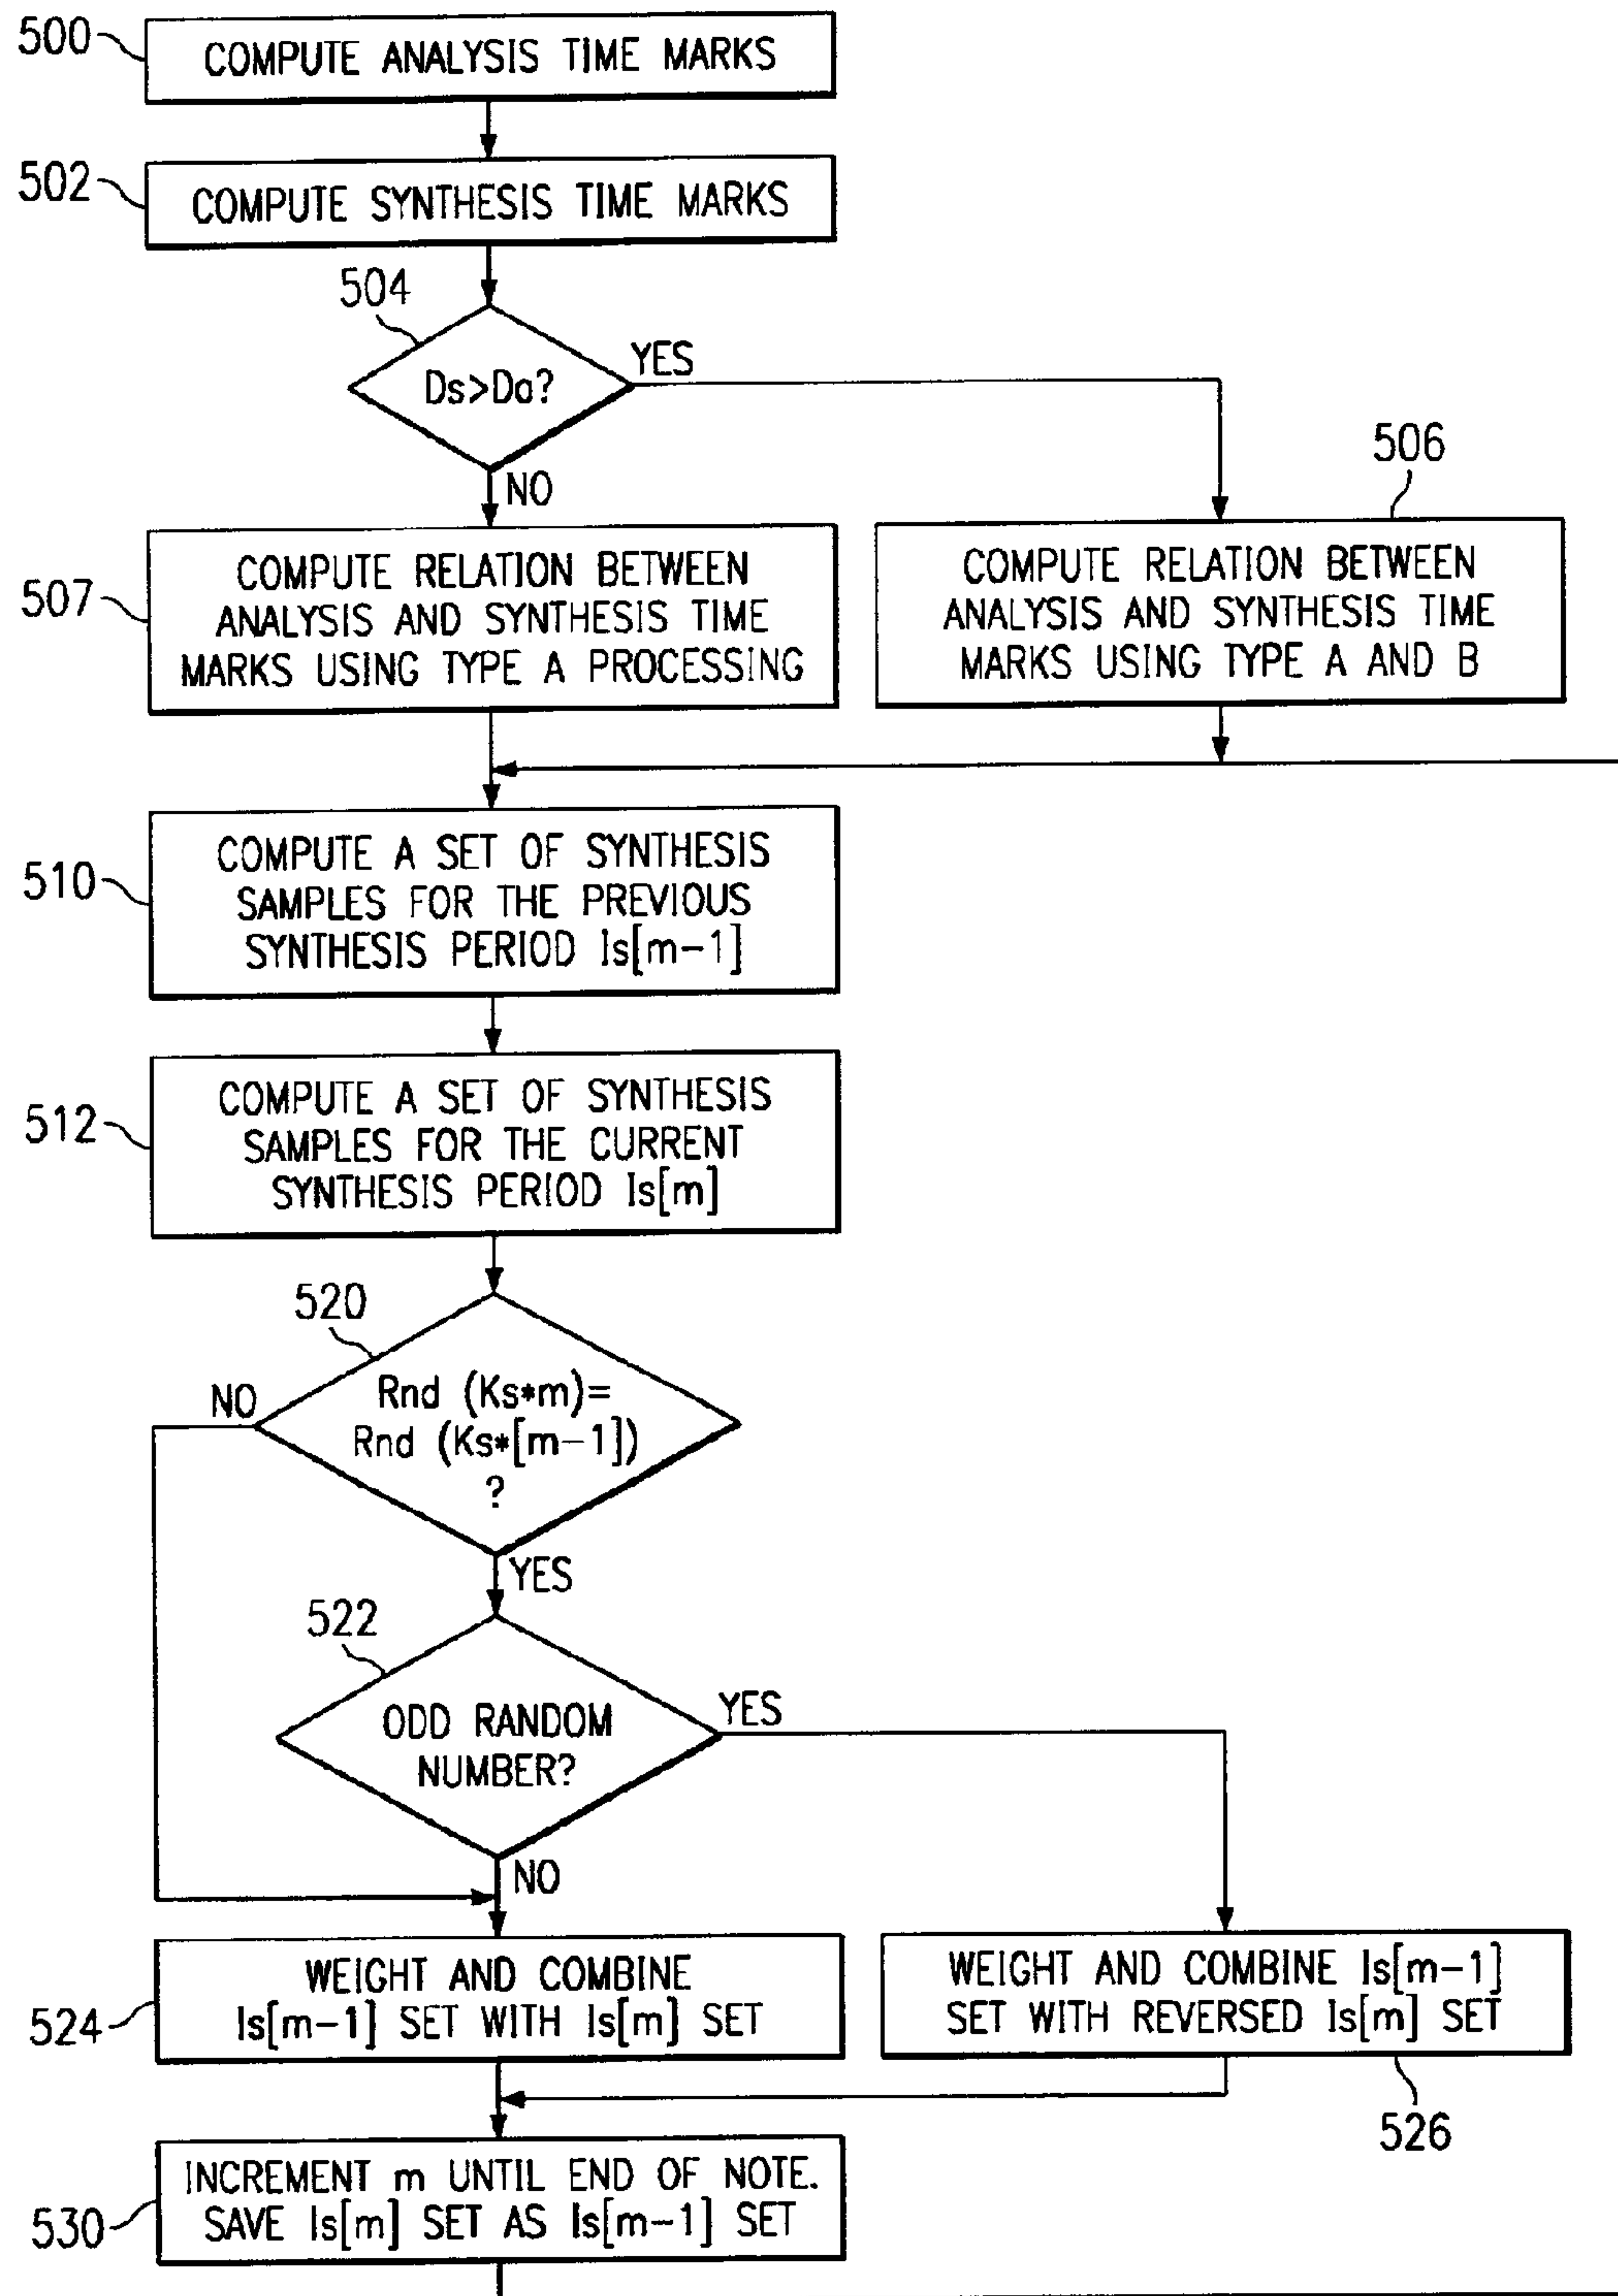 500
COMPUTE ANALYSIS TIME MARKS
502
COMPUTE SYNTHESIS TIME MARKS
504
Ds>Da?
YES
NO
506
507
COMPUTE RELATION BETWEEN
ANALYSIS AND SYNTHESIS TIME
MARKS USING TYPE A PROCESSING
COMPUTE RELATION BETWEEN
ANALYSIS AND SYNTHESIS TIME
MARKS USING TYPE A AND B
510
COMPUTE A SET OF SYNTHESIS
SAMPLES FOR THE PREVIOUS
SYNTHESIS PERIOD Is[m-1]
512
COMPUTE A SET OF SYNTHESIS
SAMPLES FOR THE CURRENT
SYNTHESIS PERIOD Is[m]
520
NO
Rnd (Ks*m)=
Rnd (Ks*[m-1])
?
YES
522
ODD RANDOM
NUMBER?
YES
NO
524
WEIGHT AND COMBINE
Is[m-1] SET WITH Is[m] SET
WEIGHT AND COMBINE Is[m-1]
SET WITH REVERSED Is[m] SET
526
530
INCREMENT m UNTIL END OF NOTE.
SAVE Is[m] SET AS Is[m-1] SET